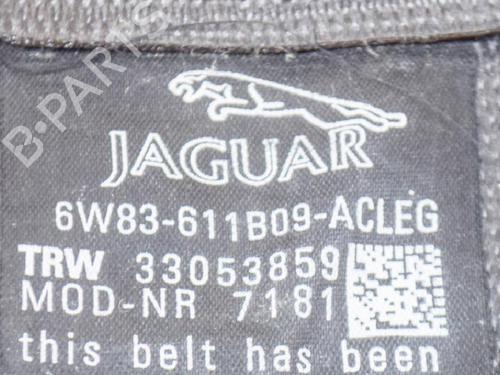 B-PARTS
JAGUAR
6W83-611B09-ACLEG
TRW 33053859
MOD-NR 7181
this belt has been